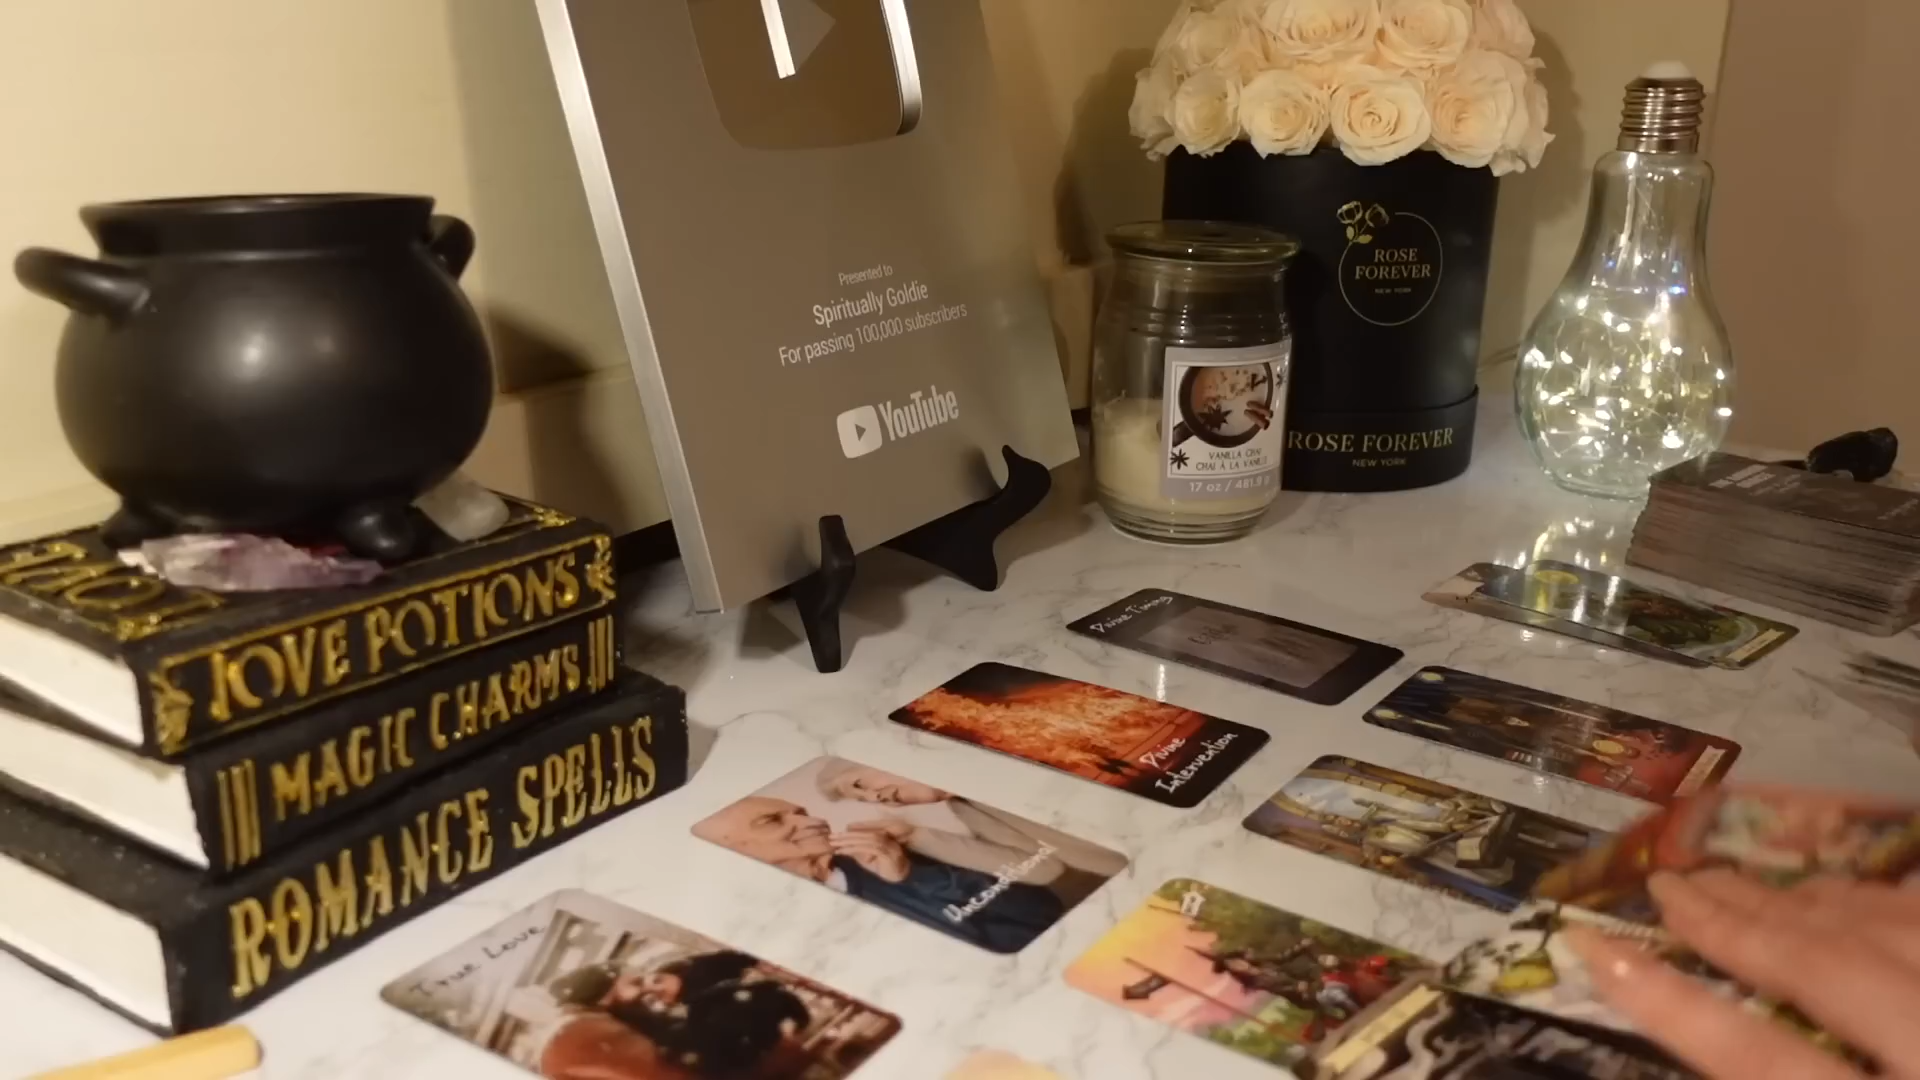 Presented to
Spiritually Goldie
For passing 100,000 subscribers
YouTube
ROSE
FOREVER
NEW YORK
ROSE FOREVER
NEW YORK
VANILLA CHAI
CHAI À LA VANILLE
17 oz / 481.9 g
LOVE POTIONS
MAGIC CHARMS
ROMANCE SPELLS
Divine Timing
Divine
Intervention
Unconditional
True Love